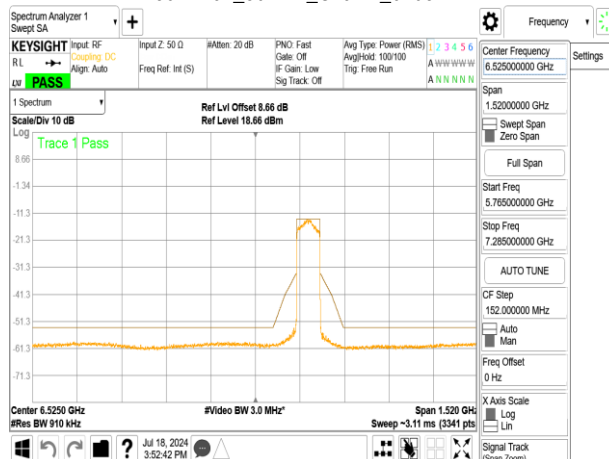 Spectrum Analyzer 1
Swept SA
Frequency
Settings
KEYSIGHT
RL
LXI
PASS
Input: RF
Coupling: DC
Align: Auto
Input Z: 50 Ω
Freq Ref: Int (S)
#Atten: 20 dB
PNO: Fast
Gate: Off
IF Gain: Low
Sig Track: Off
Avg Type: Power (RMS)
Avg|Hold: 100/100
Trig: Free Run
1 2 3 4 5 6
A W W W W W
A N N N N N
1 Spectrum
Scale/Div 10 dB
Ref Lvl Offset 8.66 dB
Ref Level 18.66 dBm
Log
Trace 1 Pass
8.66
-1.34
-11.3
-21.3
-31.3
-41.3
-51.3
-61.3
-71.3
Center 6.5250 GHz
#Video BW 3.0 MHz*
Span 1.520 GHz
#Res BW 910 kHz
Sweep ~3.11 ms (3341 pts
Jul 18, 2024
3:52:42 PM
Center Frequency
6.525000000 GHz
Span
1.52000000 GHz
Swept Span
Zero Span
Full Span
Start Freq
5.765000000 GHz
Stop Freq
7.285000000 GHz
AUTO TUNE
CF Step
152.000000 MHz
Auto
Man
Freq Offset
0 Hz
X Axis Scale
Log
Lin
Signal Track
(Span Zoom)